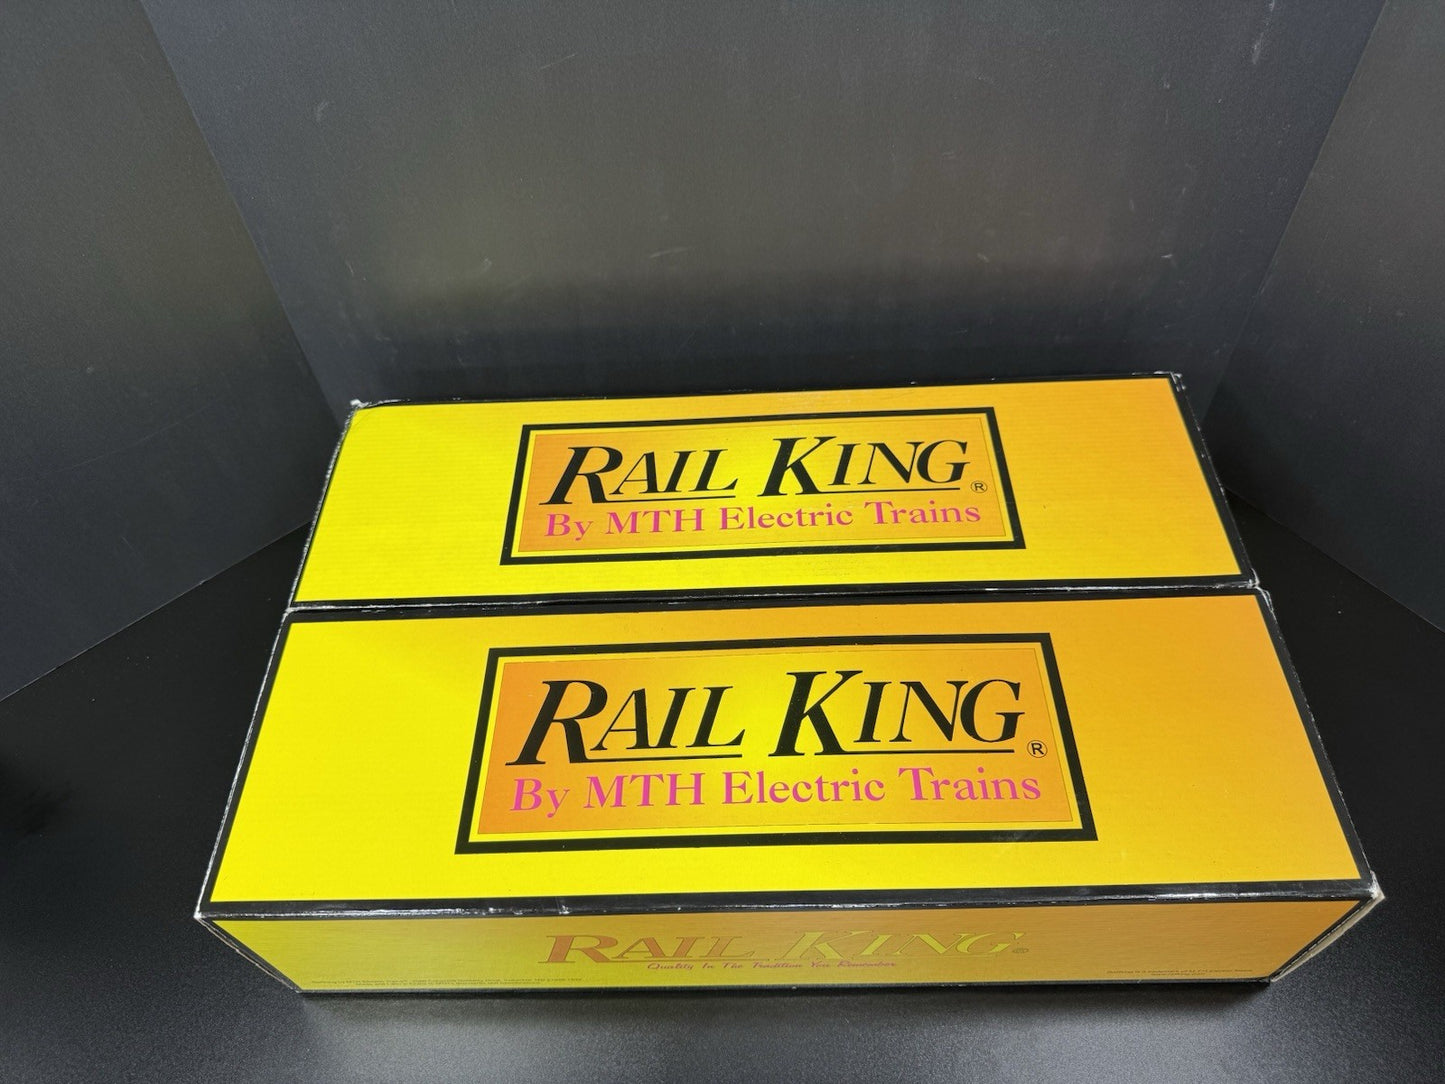 RAIL KING®
By MTH Electric Trains
RAIL KING®
By MTH Electric Trains
RAIL KING®
Quality In The Tradition You Remember